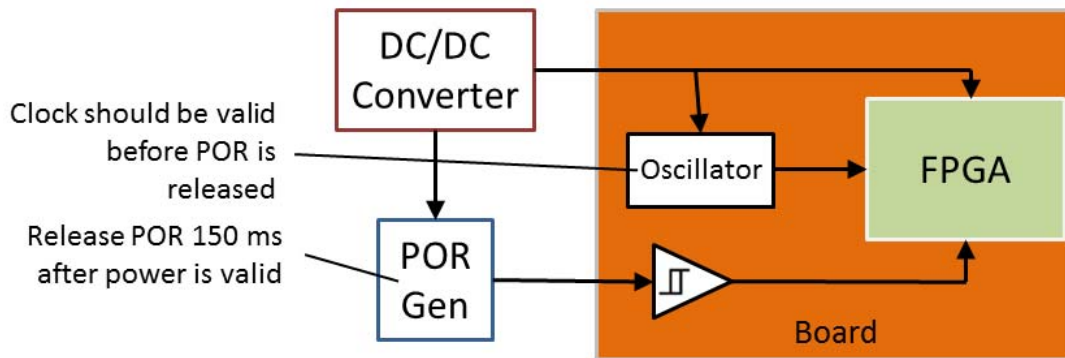 DC/DC
Converter
Clock should be valid
before POR is
released
Oscillator
FPGA
Release POR 150 ms
after power is valid
POR
Gen
Board